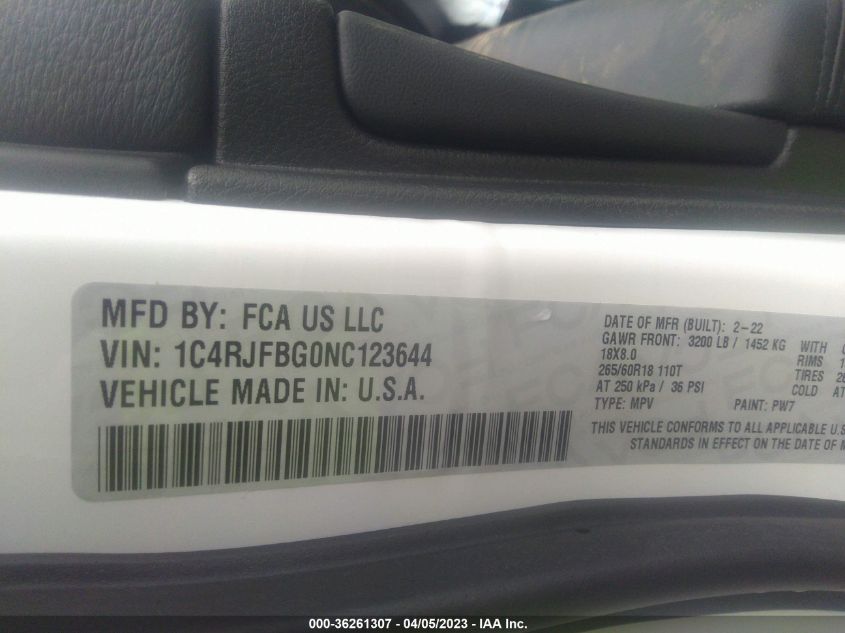 MFD BY: FCA US LLC
VIN: 1C4RJFBG0NC123644
VEHICLE MADE IN: U.S.A.
DATE OF MFR (BUILT): 2-22
GAWR FRONT: 3200 LB / 1452 KG WITH
18X8.0 RIMS
265/60R18 110T TIRES
AT 250 kPa / 36 PSI COLD AT
TYPE: MPV PAINT: PW7
THIS VEHICLE CONFORMS TO ALL APPLICABLE U.S
STANDARDS IN EFFECT ON THE DATE OF
000-36261307 - 04/05/2023 - IAA Inc.